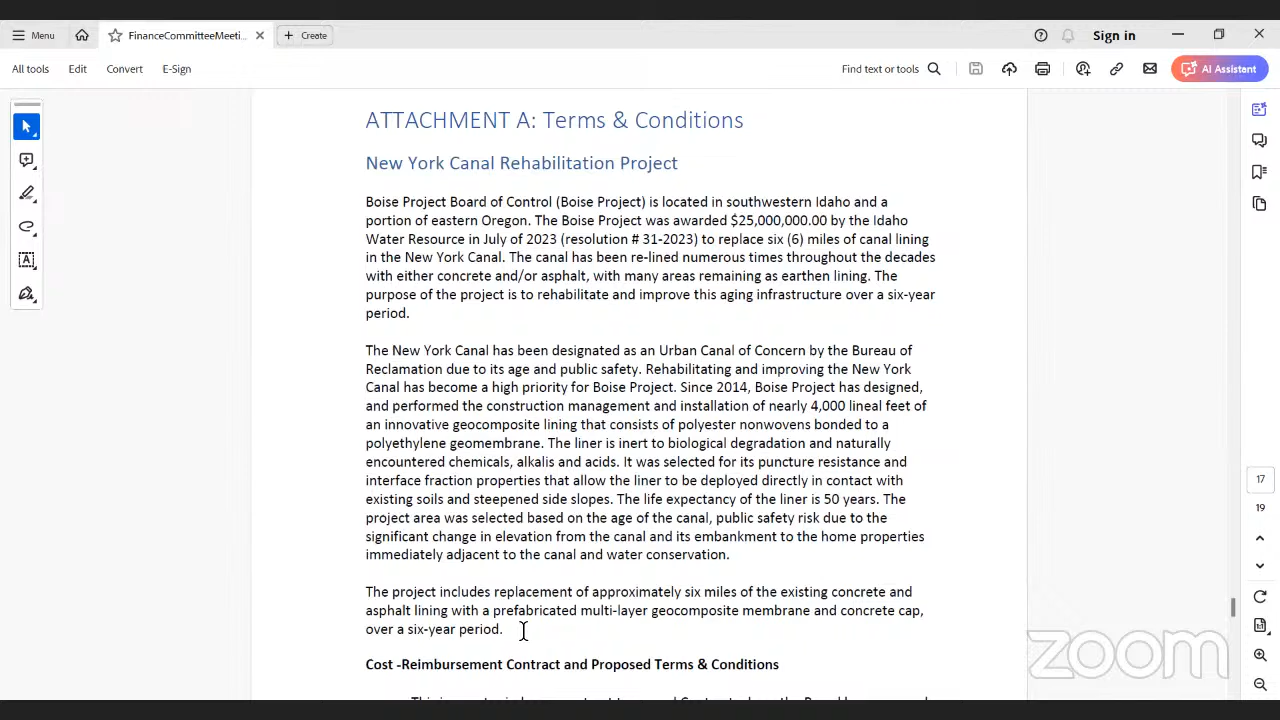 Menu
FinanceCommitteeMeeti...
Create
Sign in
All tools
Edit
Convert
E-Sign
Find text or tools
AI Assistant
ATTACHMENT A: Terms & Conditions
New York Canal Rehabilitation Project
Boise Project Board of Control (Boise Project) is located in southwestern Idaho and a
portion of eastern Oregon. The Boise Project was awarded $25,000,000.00 by the Idaho
Water Resource in July of 2023 (resolution # 31-2023) to replace six (6) miles of canal lining
in the New York Canal. The canal has been re-lined numerous times throughout the decades
with either concrete and/or asphalt, with many areas remaining as earthen lining. The
purpose of the project is to rehabilitate and improve this aging infrastructure over a six-year
period.
The New York Canal has been designated as an Urban Canal of Concern by the Bureau of
Reclamation due to its age and public safety. Rehabilitating and improving the New York
Canal has become a high priority for Boise Project. Since 2014, Boise Project has designed,
and performed the construction management and installation of nearly 4,000 lineal feet of
an innovative geocomposite lining that consists of polyester nonwovens bonded to a
polyethylene geomembrane. The liner is inert to biological degradation and naturally
encountered chemicals, alkalis and acids. It was selected for its puncture resistance and
interface fraction properties that allow the liner to be deployed directly in contact with
existing soils and steepened side slopes. The life expectancy of the liner is 50 years. The
project area was selected based on the age of the canal, public safety risk due to the
significant change in elevation from the canal and its embankment to the home properties
immediately adjacent to the canal and water conservation.
The project includes replacement of approximately six miles of the existing concrete and
asphalt lining with a prefabricated multi-layer geocomposite membrane and concrete cap,
over a six-year period.
Cost -Reimbursement Contract and Proposed Terms & Conditions
17
19
zoom